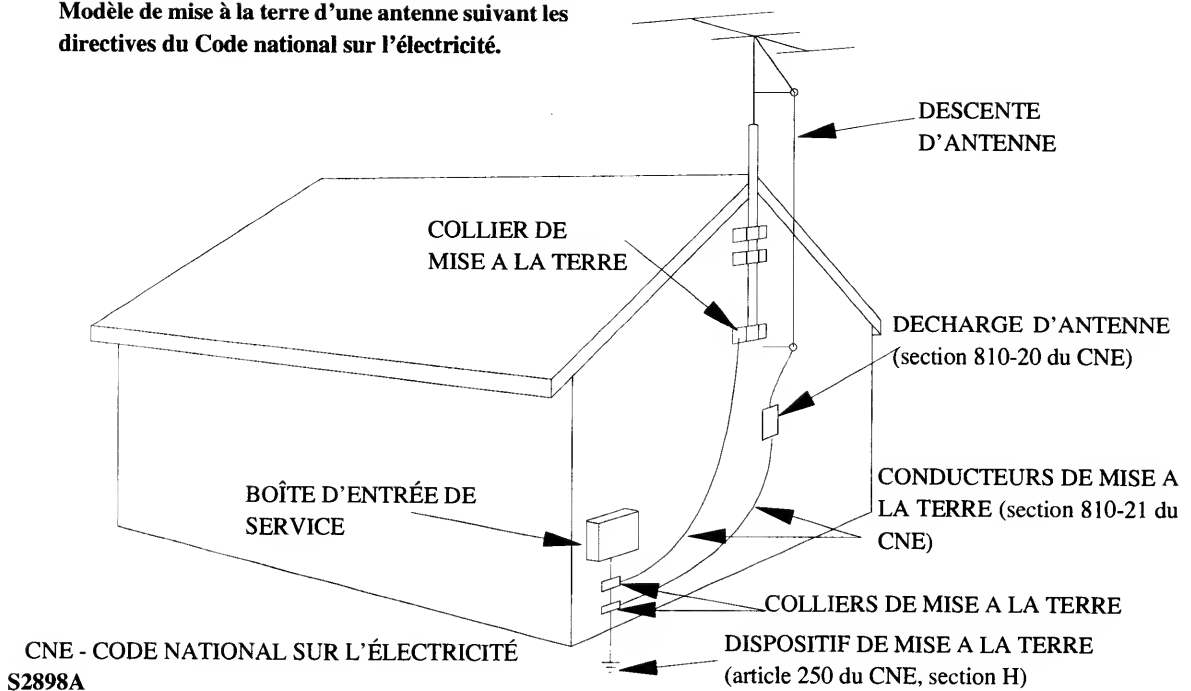 Modèle de mise à la terre d'une antenne suivant les
directives du Code national sur l'électricité.
DESCENTE
D'ANTENNE
COLLIER DE
MISE A LA TERRE
DECHARGE D'ANTENNE
(section 810-20 du CNE)
CONDUCTEURS DE MISE A
LA TERRE (section 810-21 du
CNE)
BOÎTE D'ENTRÉE DE
SERVICE
COLLIERS DE MISE A LA TERRE
DISPOSITIF DE MISE A LA TERRE
(article 250 du CNE, section H)
CNE - CODE NATIONAL SUR L'ÉLECTRICITÉ
S2898A